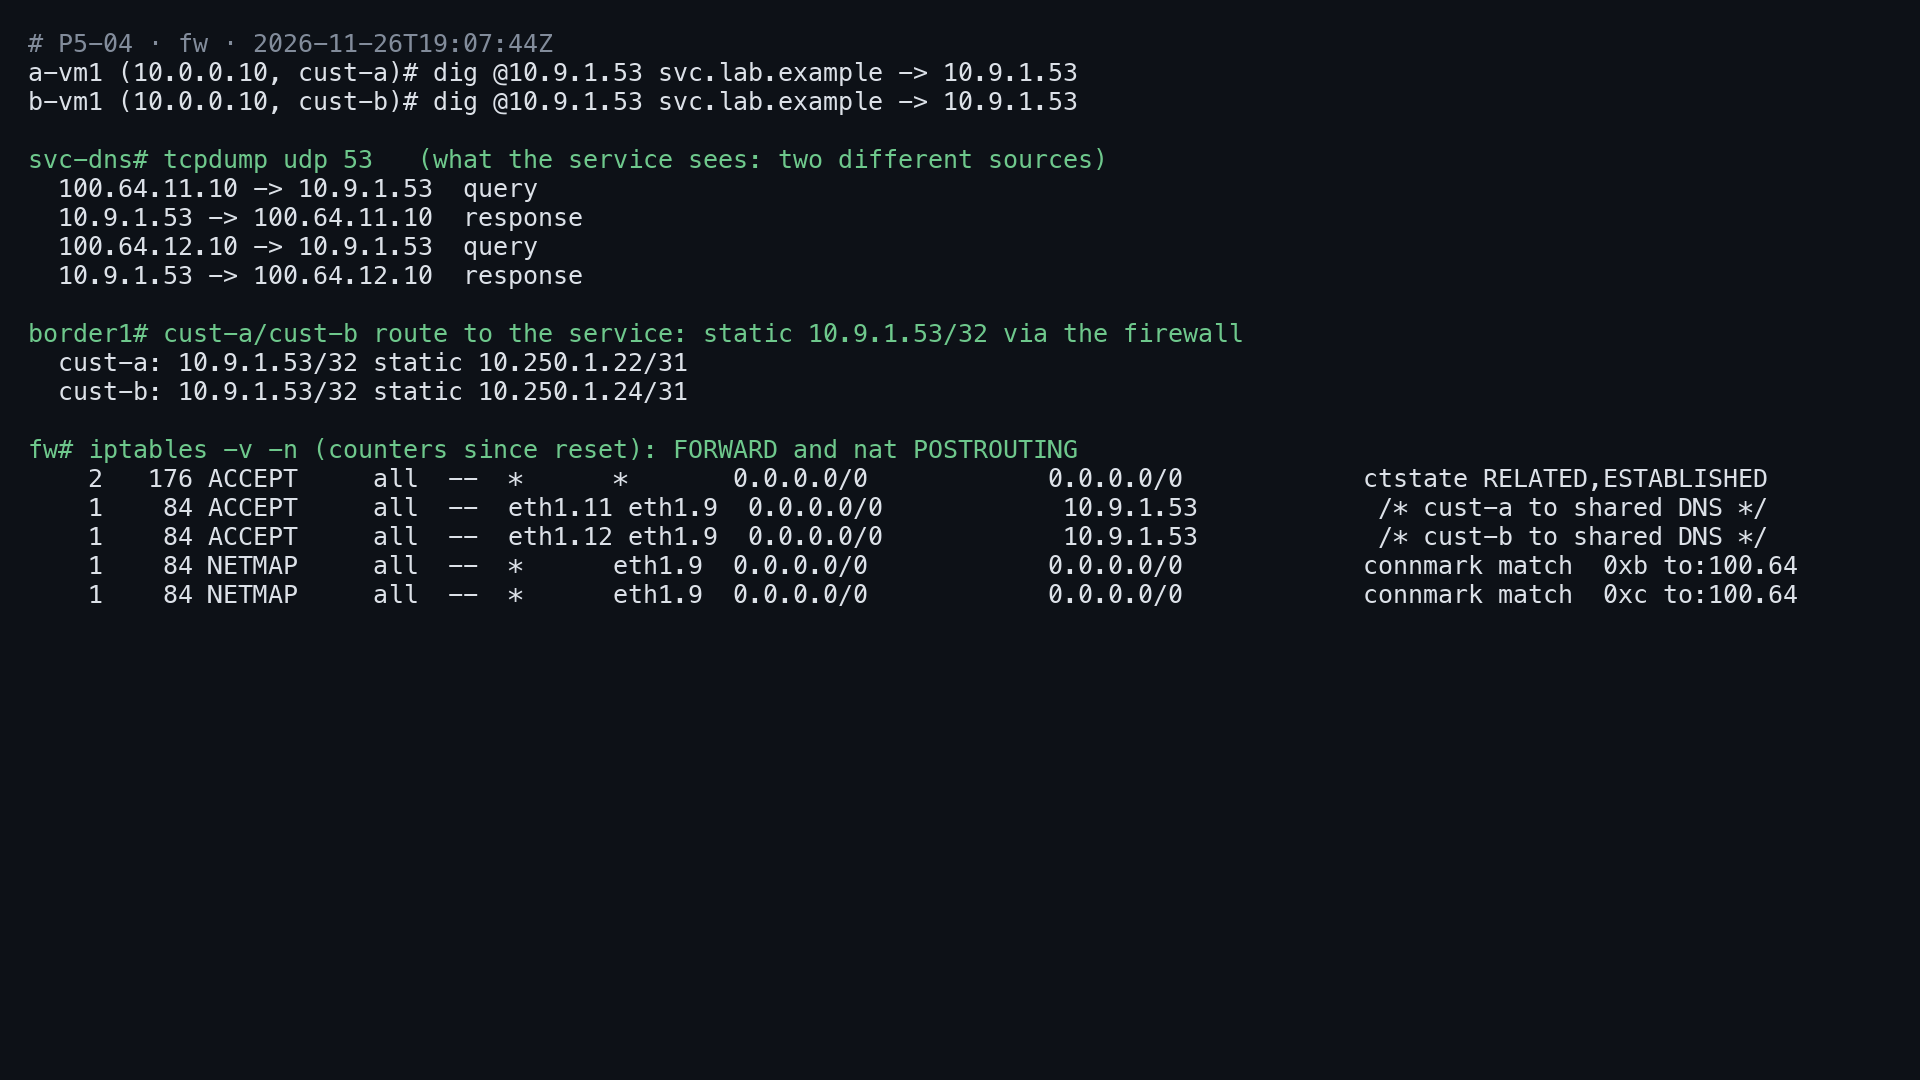 # P5-04 · fw · 2026-11-26T19:07:44Z
a-vm1 (10.0.0.10, cust-a)# dig @10.9.1.53 svc.lab.example -> 10.9.1.53
b-vm1 (10.0.0.10, cust-b)# dig @10.9.1.53 svc.lab.example -> 10.9.1.53
svc-dns# tcpdump udp 53   (what the service sees: two different sources)
  100.64.11.10 -> 10.9.1.53  query
  10.9.1.53 -> 100.64.11.10  response
  100.64.12.10 -> 10.9.1.53  query
  10.9.1.53 -> 100.64.12.10  response
border1# cust-a/cust-b route to the service: static 10.9.1.53/32 via the firewall
  cust-a: 10.9.1.53/32 static 10.250.1.22/31
  cust-b: 10.9.1.53/32 static 10.250.1.24/31
fw# iptables -v -n (counters since reset): FORWARD and nat POSTROUTING
    2   176 ACCEPT     all  --  *      *       0.0.0.0/0            0.0.0.0/0            ctstate RELATED,ESTABLISHED
    1    84 ACCEPT     all  --  eth1.11 eth1.9  0.0.0.0/0            10.9.1.53            /* cust-a to shared DNS */
    1    84 ACCEPT     all  --  eth1.12 eth1.9  0.0.0.0/0            10.9.1.53            /* cust-b to shared DNS */
    1    84 NETMAP     all  --  *      eth1.9  0.0.0.0/0            0.0.0.0/0            connmark match  0xb to:100.64
    1    84 NETMAP     all  --  *      eth1.9  0.0.0.0/0            0.0.0.0/0            connmark match  0xc to:100.64